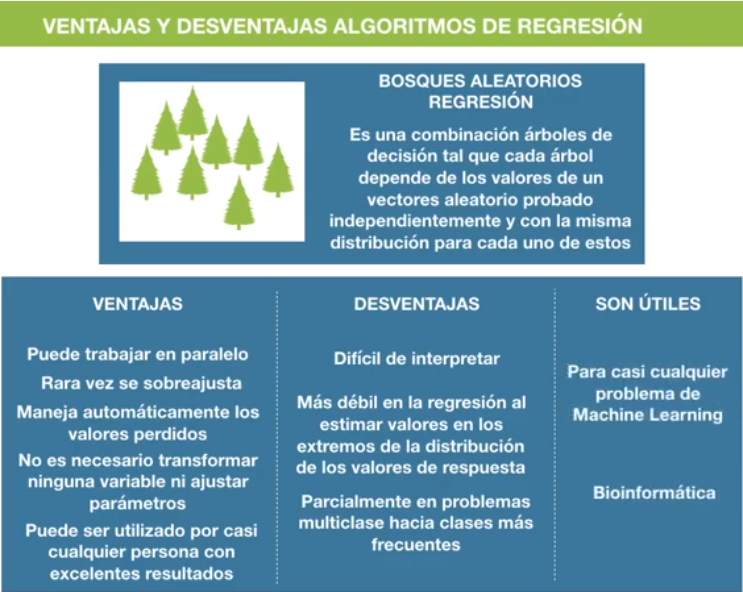 VENTAJAS Y DESVENTAJAS ALGORITMOS DE REGRESIÓN
BOSQUES ALEATORIOS
REGRESIÓN
Es una combinación árboles de
decisión tal que cada árbol
depende de los valores de un
vectores aleatorio probado
independientemente y con la misma
distribución para cada uno de estos
VENTAJAS
Puede trabajar en paralelo
Rara vez se sobreajusta
Maneja automáticamente los
valores perdidos
No es necesario transformar
ninguna variable ni ajustar
parámetros
Puede ser utilizado por casi
cualquier persona con
excelentes resultados
DESVENTAJAS
Difícil de interpretar
Más débil en la regresión al
estimar valores en los
extremos de la distribución
de los valores de respuesta
Parcialmente en problemas
multiclase hacia clases más
frecuentes
SON ÚTILES
Para casi cualquier
problema de
Machine Learning
Bioinformática